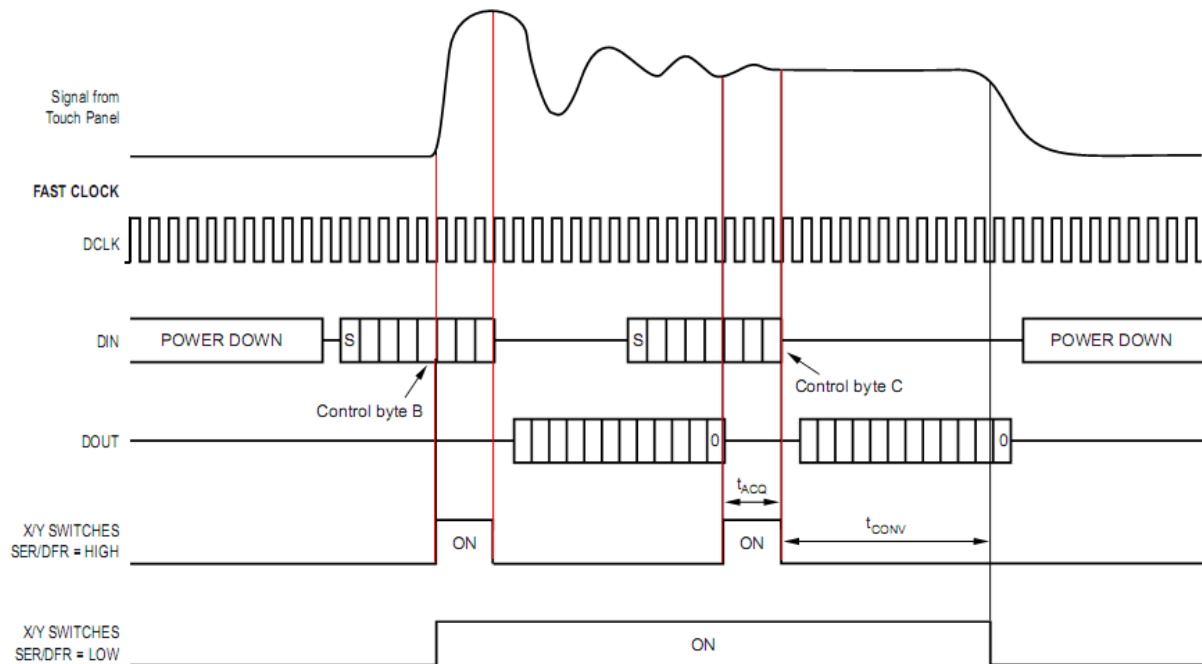 Signal from
Touch Panel
FAST CLOCK
DCLK
DIN
POWER DOWN
S
S
POWER DOWN
Control byte B
Control byte C
DOUT
0
0
tACQ
X/Y SWITCHES
SER/DFR = HIGH
ON
ON
tCONV
X/Y SWITCHES
SER/DFR = LOW
ON